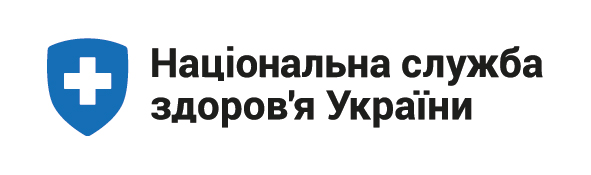 Національна служба
здоров'я України